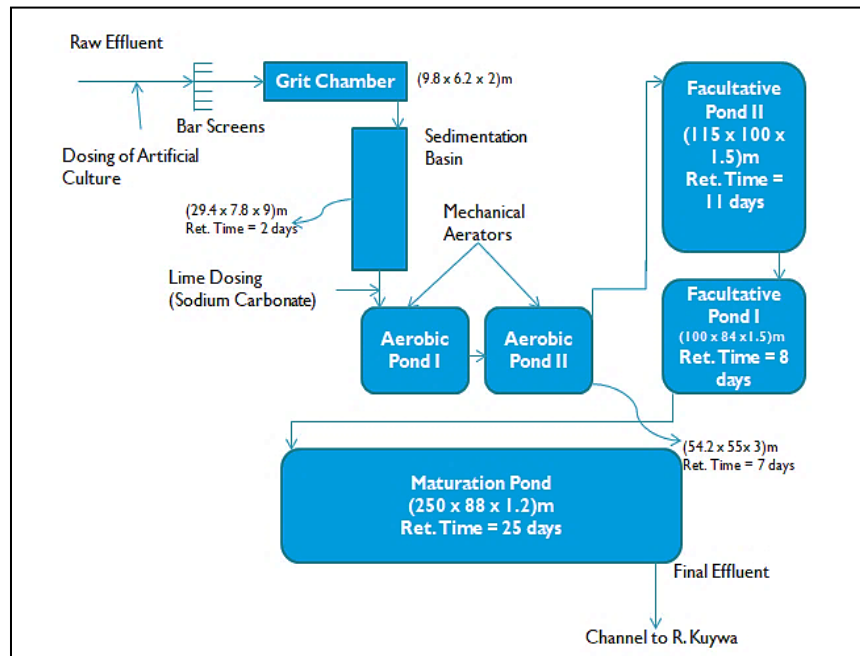 Raw Effluent
Grit Chamber
(9.8 x 6.2 x 2)m
Bar Screens
Sedimentation
Basin
Dosing of Artificial
Culture
(29.4 x 7.8 x 9)m
Ret. Time = 2 days
Mechanical
Aerators
Lime Dosing
(Sodium Carbonate)
Aerobic
Pond I
Aerobic
Pond II
Facultative
Pond II
(115 x 100 x
1.5)m
Ret. Time =
11 days
Facultative
Pond I
(100 x 84 x1.5)m
Ret. Time = 8
days
(54.2 x 55x 3)m
Ret. Time = 7 days
Maturation Pond
(250 x 88 x 1.2)m
Ret. Time = 25 days
Final Effluent
Channel to R. Kuywa